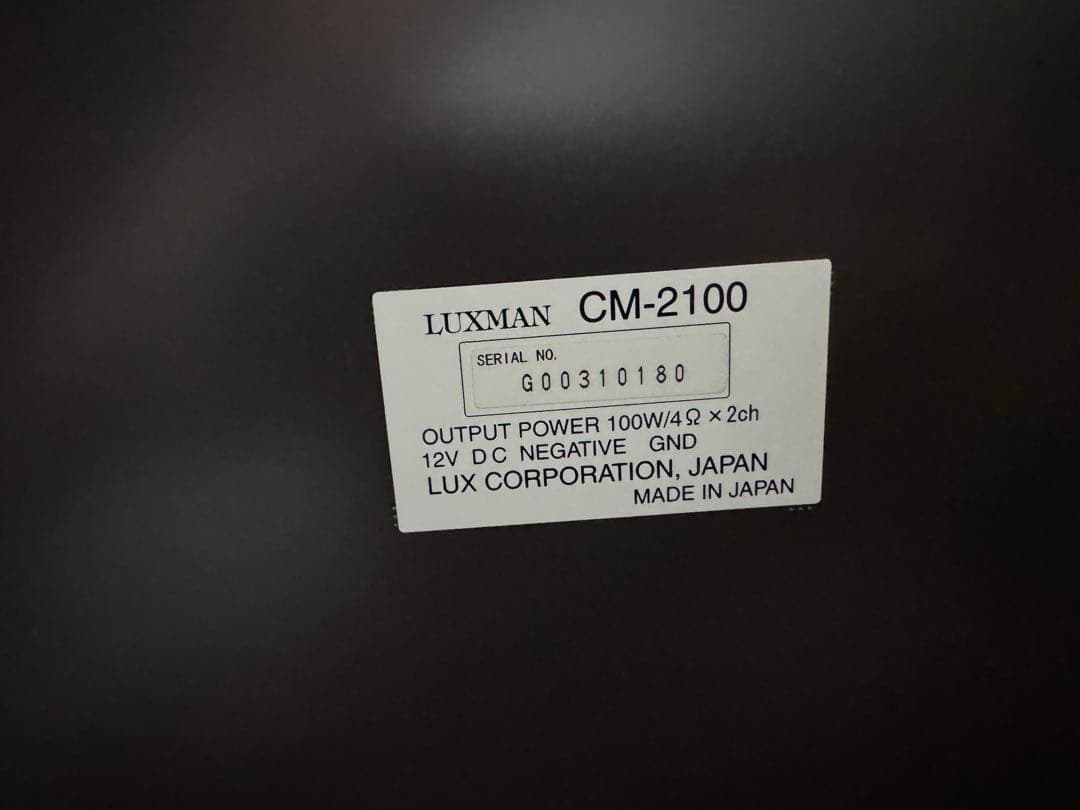 LUXMAN CM-2100
SERIAL NO.
G00310180
OUTPUT POWER 100W/4Ω×2ch
12V DC NEGATIVE GND
LUX CORPORATION, JAPAN
MADE IN JAPAN